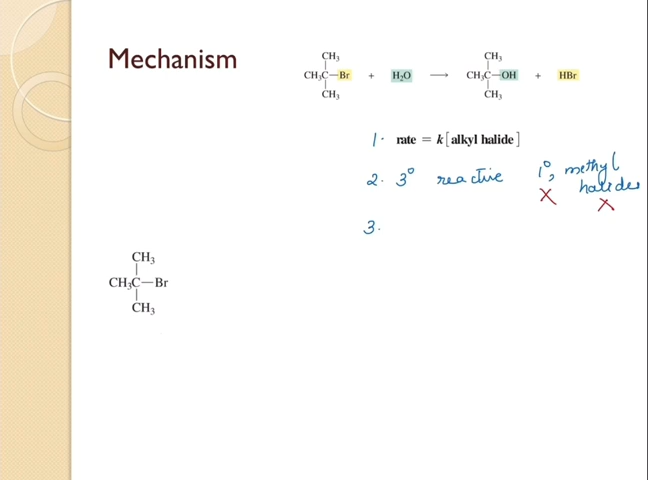 Mechanism
CH₃
CH₃C—Br + H₂O ⟶ CH₃C—OH + HBr
CH₃ CH₃
CH₃
1. rate = k[alkyl halide]
2. 3° reactive 1°, methyl
halides
X X
3.
CH₃
CH₃C—Br
CH₃